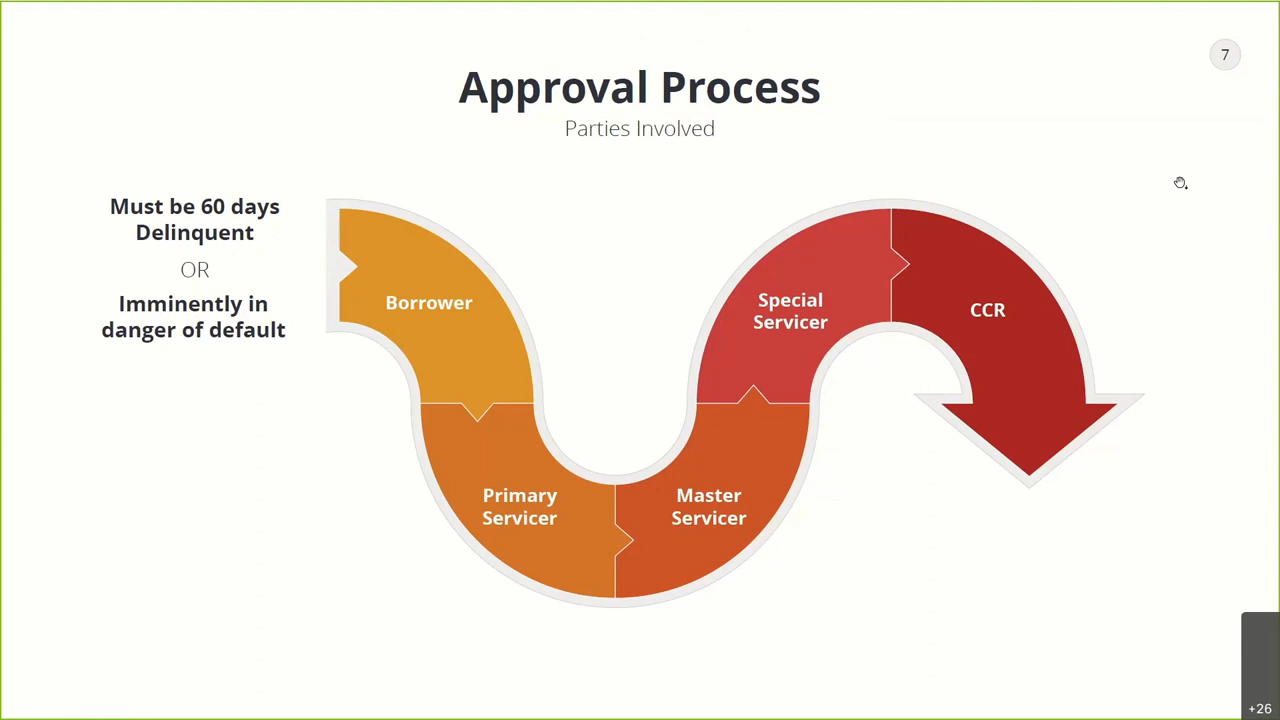 7
Approval Process
Parties Involved
Must be 60 days
Delinquent
OR
Imminently in
danger of default
Borrower
Primary
Servicer
Master
Servicer
Special
Servicer
CCR
+26